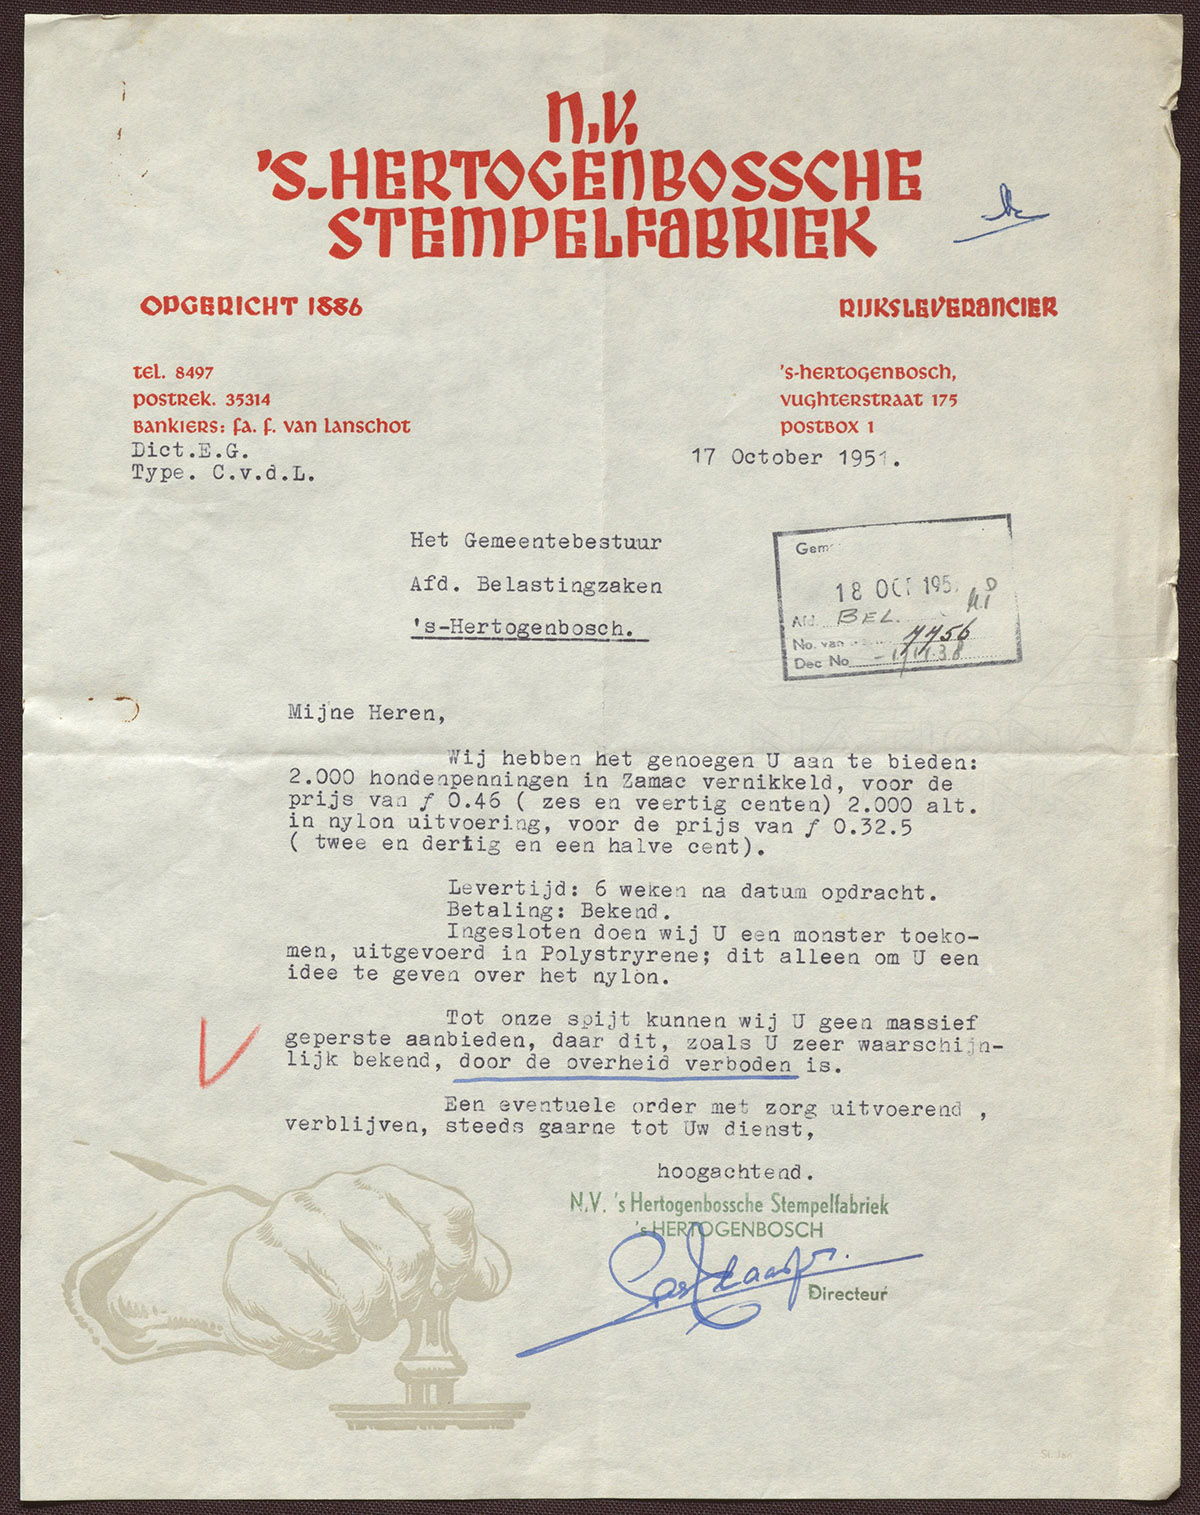 N.V.
'S-HERTOGENBOSSCHE
STEMPELFABRIEK
OPGERICHT 1886
RIJKSLEVERANCIER
tel. 8497
postrek. 35314
bankiers: fa. f. van lanschot
's-hertogenbosch,
vughterstraat 175
postbox 1
Dict.E.G.
Type. C.v.d.L.
17 October 1951.
Het Gemeentebestuur
Afd. Belastingzaken
's-Hertogenbosch.
Gem
18 OCT 195
Afd. BEL.
No. van 4456
Dec No
Mijne Heren,
Wij hebben het genoegen U aan te bieden:
2.000 hondenpenningen in Zamac vernikkeld, voor de
prijs van ƒ 0.46 ( zes en veertig centen) 2.000 alt.
in nylon uitvoering, voor de prijs van ƒ 0.32.5
( twee en dertig en een halve cent).
Levertijd: 6 weken na datum opdracht.
Betaling: Bekend.
Ingesloten doen wij U een monster toeko-
men, uitgevoerd in Polystryrene; dit alleen om U een
idee te geven over het nylon.
Tot onze spijt kunnen wij U geen massief
geperste aanbieden, daar dit, zoals U zeer waarschijn-
lijk bekend, door de overheid verboden is.
Een eventuele order met zorg uitvoerend ,
verblijven, steeds gaarne tot Uw dienst,
hoogachtend.
N.V. 's Hertogenbossche Stempelfabriek
's HERTOGENBOSCH
Directeur